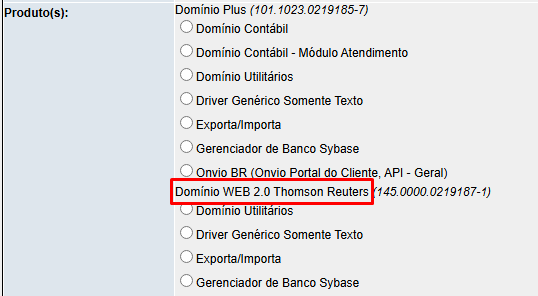 Produto(s):
Domínio Plus (101.1023.0219185-7)
Domínio Contábil
Domínio Contábil - Módulo Atendimento
Domínio Utilitários
Driver Genérico Somente Texto
Exporta/Importa
Gerenciador de Banco Sybase
Onvio BR (Onvio Portal do Cliente, API - Geral)
Domínio WEB 2.0 Thomson Reuters (145.0000.0219187-1)
Domínio Utilitários
Driver Genérico Somente Texto
Exporta/Importa
Gerenciador de Banco Sybase